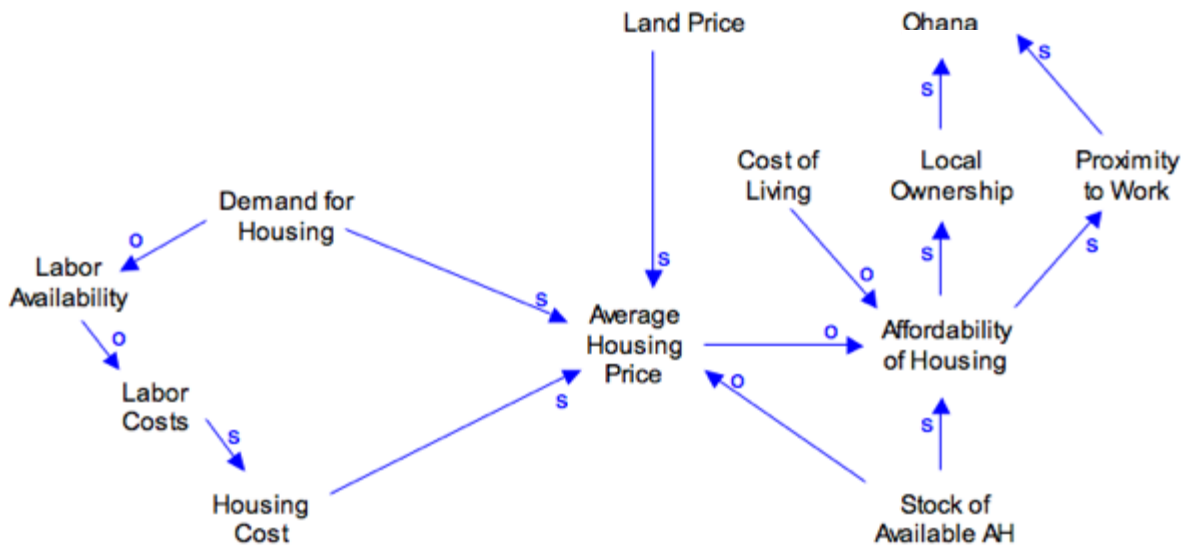 Land Price
Ohana
s
s
s
Cost of
Living
Local
Ownership
Proximity
to Work
Demand for
Housing
o
s
s
s
s
o
Labor
Availability
o
Average
Housing
Price
o
Affordability
of Housing
Labor
Costs
s
s
o
s
Housing
Cost
Stock of
Available AH